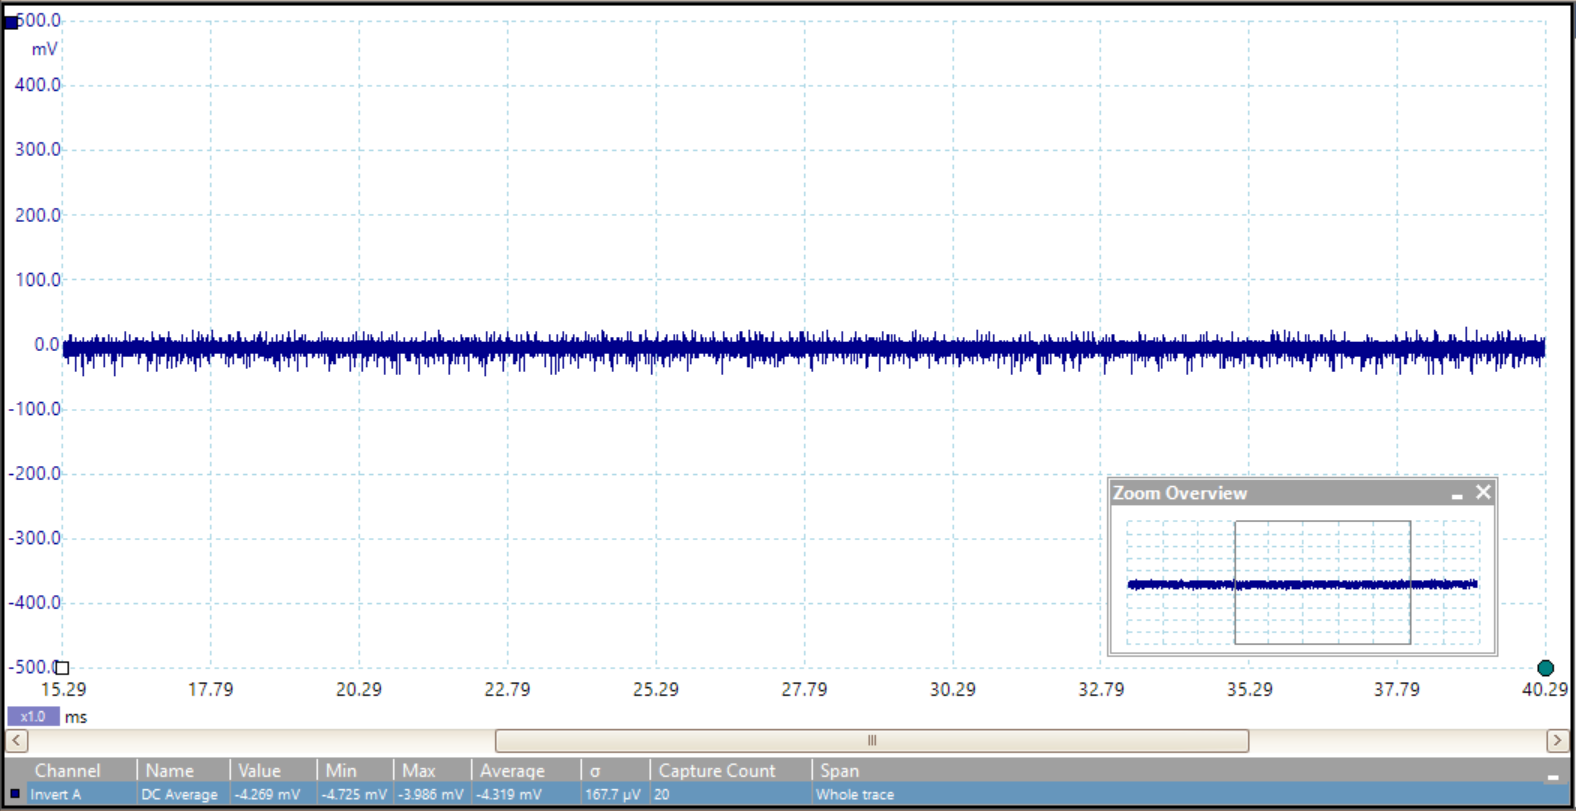 500.0
mV
400.0
300.0
200.0
100.0
0.0
-100.0
-200.0
-300.0
-400.0
-500.0
Zoom Overview
15.29 17.79 20.29 22.79 25.29 27.79 30.29 32.79 35.29 37.79 40.29
x1.0 ms
Channel Name Value Min Max Average σ Capture Count Span
Invert A DC Average -4.269 mV -4.725 mV -3.986 mV -4.319 mV 167.7 µV 20 Whole trace